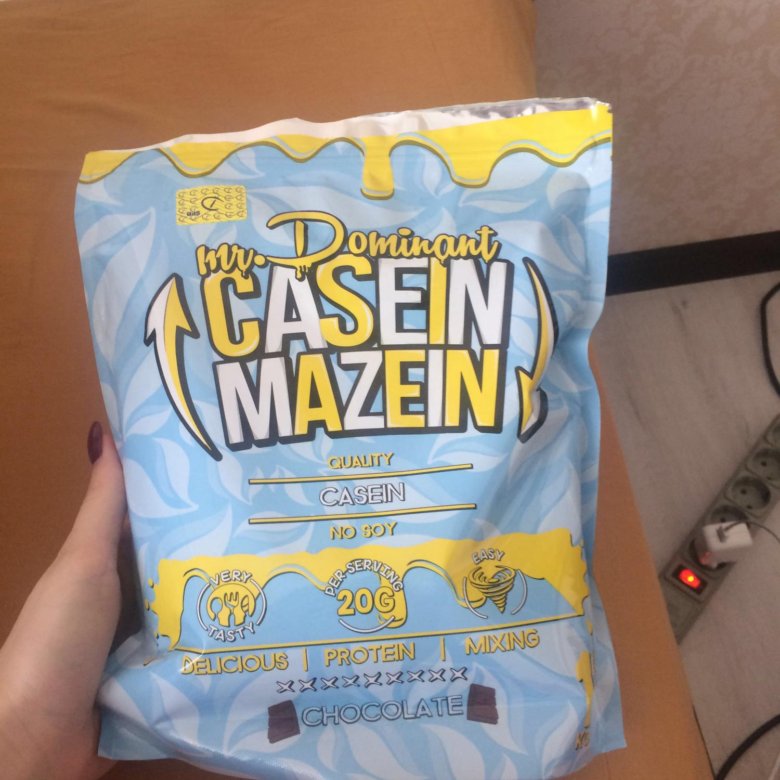 mr. Dominant
CASEIN
MAZEIN
QUALITY
CASEIN
NO SOY
VERY TASTY
PER SERVING 20G
EASY
DELICIOUS | PROTEIN | MIXING
CHOCOLATE